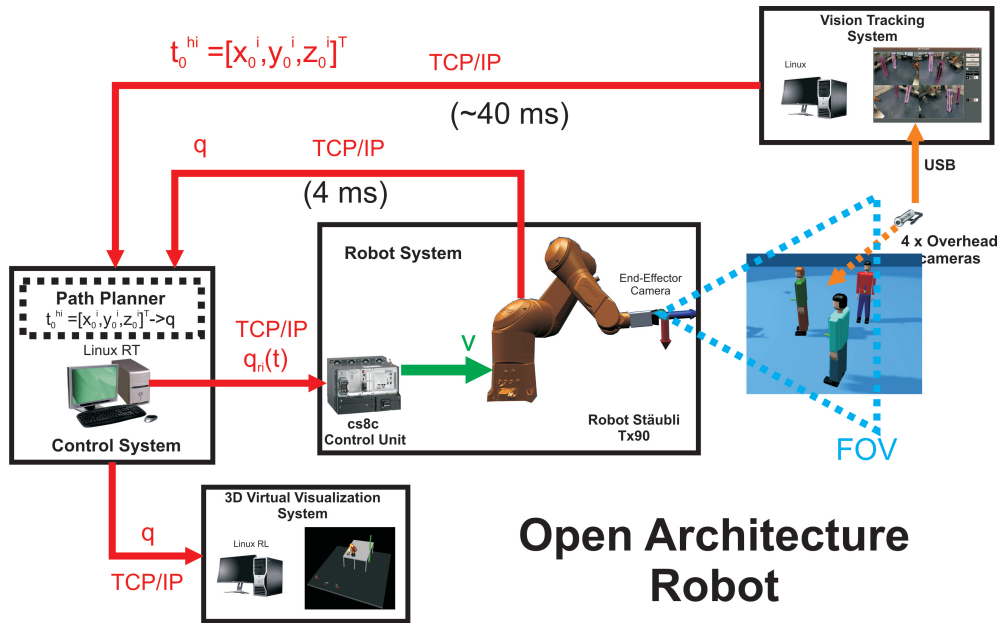 Vision Tracking
System
Linux
t₀ʰⁱ =[x₀ⁱ,y₀ⁱ,z₀ⁱ]ᵀ
TCP/IP
(~40 ms)
USB
q
TCP/IP
(4 ms)
4 x Overhead
cameras
Robot System
End-Effector
Camera
Path Planner
t₀ʰⁱ =[x₀ⁱ,y₀ⁱ,z₀ⁱ]ᵀ->q
Linux RT
Control System
TCP/IP
qᵣᵢ(t)
V
cs8c
Control Unit
Robot Stäubli
Tx90
FOV
3D Virtual Visualization
System
Linux RL
q
TCP/IP
Open Architecture
Robot